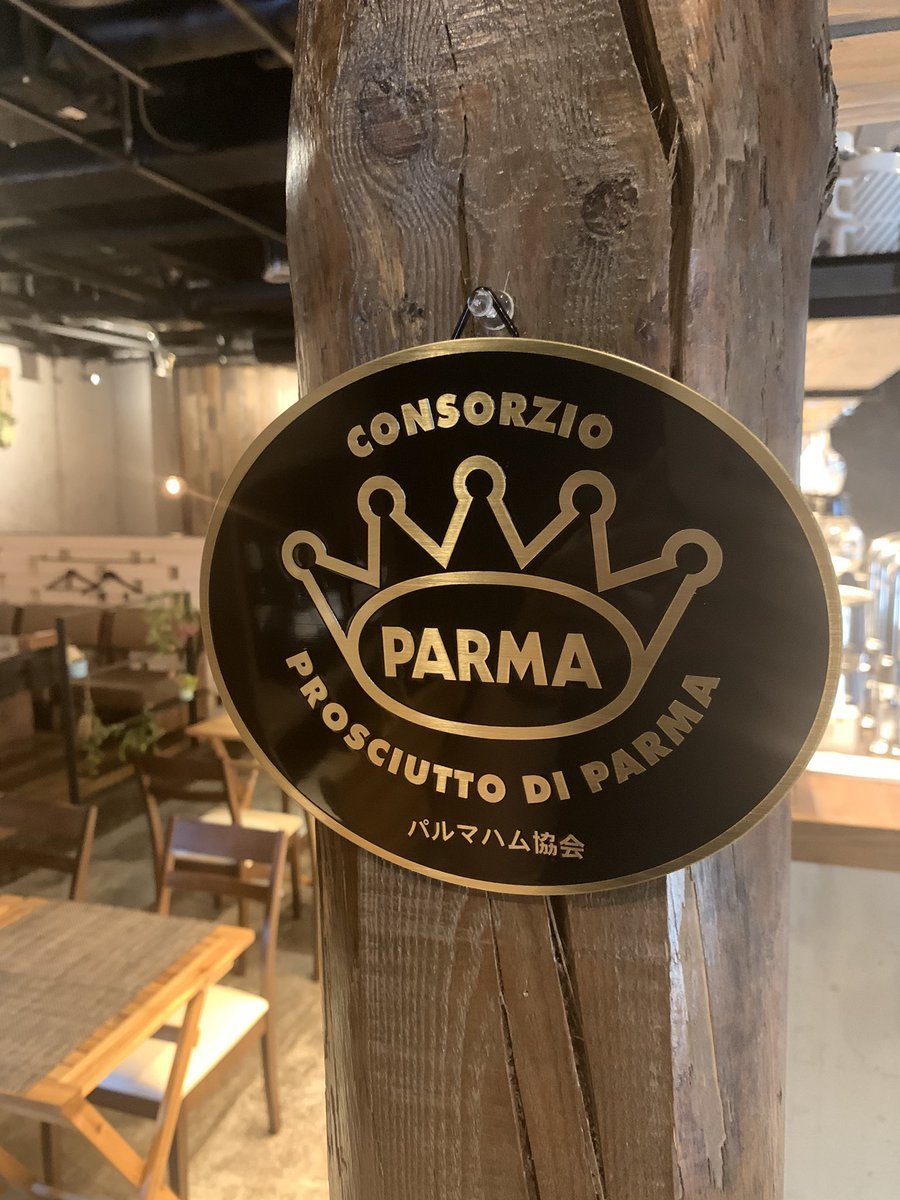 CONSORZIO
PARMA
PROSCIUTTO DI PARMA
パルマハム協会